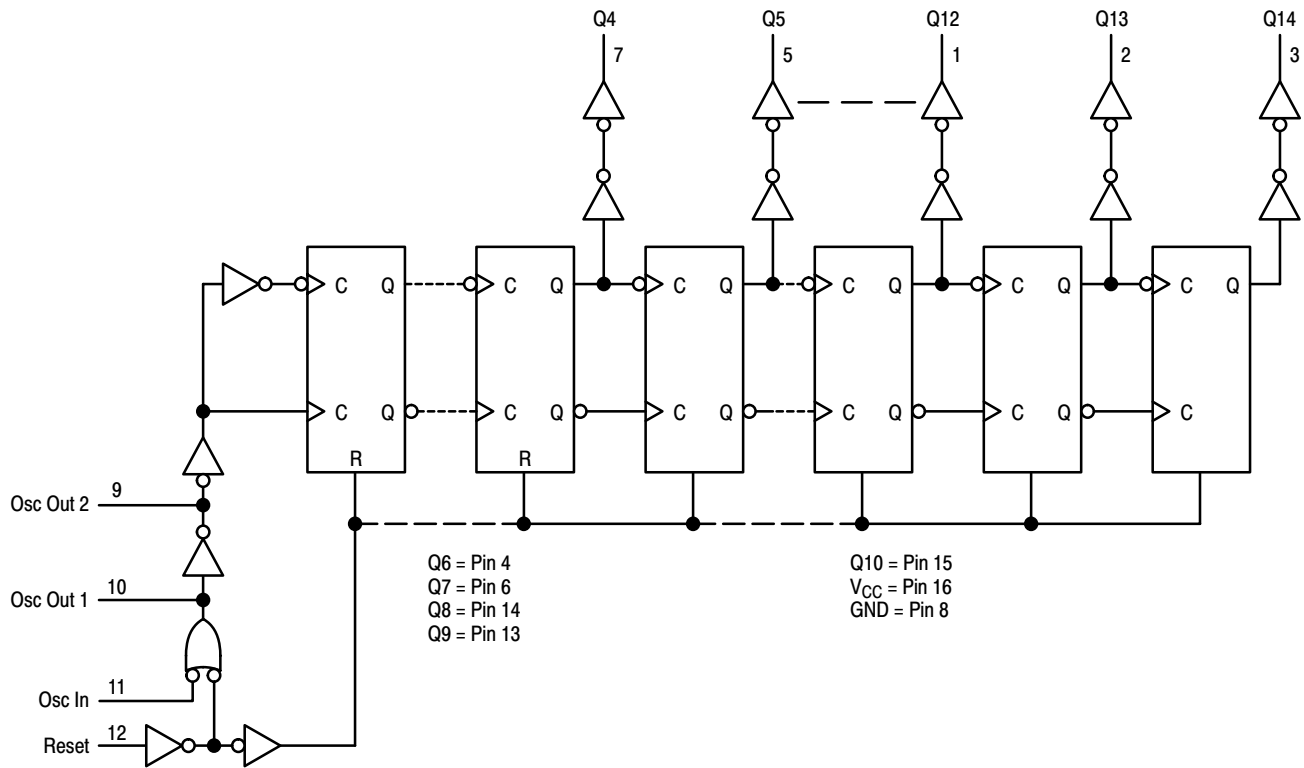 Q4 Q5 Q12 Q13 Q14
7 5 1 2 3
C Q C Q C Q C Q C Q C Q
C Q C Q C Q C Q C Q C
R R
Osc Out 2 9
Osc Out 1 10
Osc In 11
Reset 12
Q6 = Pin 4
Q7 = Pin 6
Q8 = Pin 14
Q9 = Pin 13
Q10 = Pin 15
VCC = Pin 16
GND = Pin 8